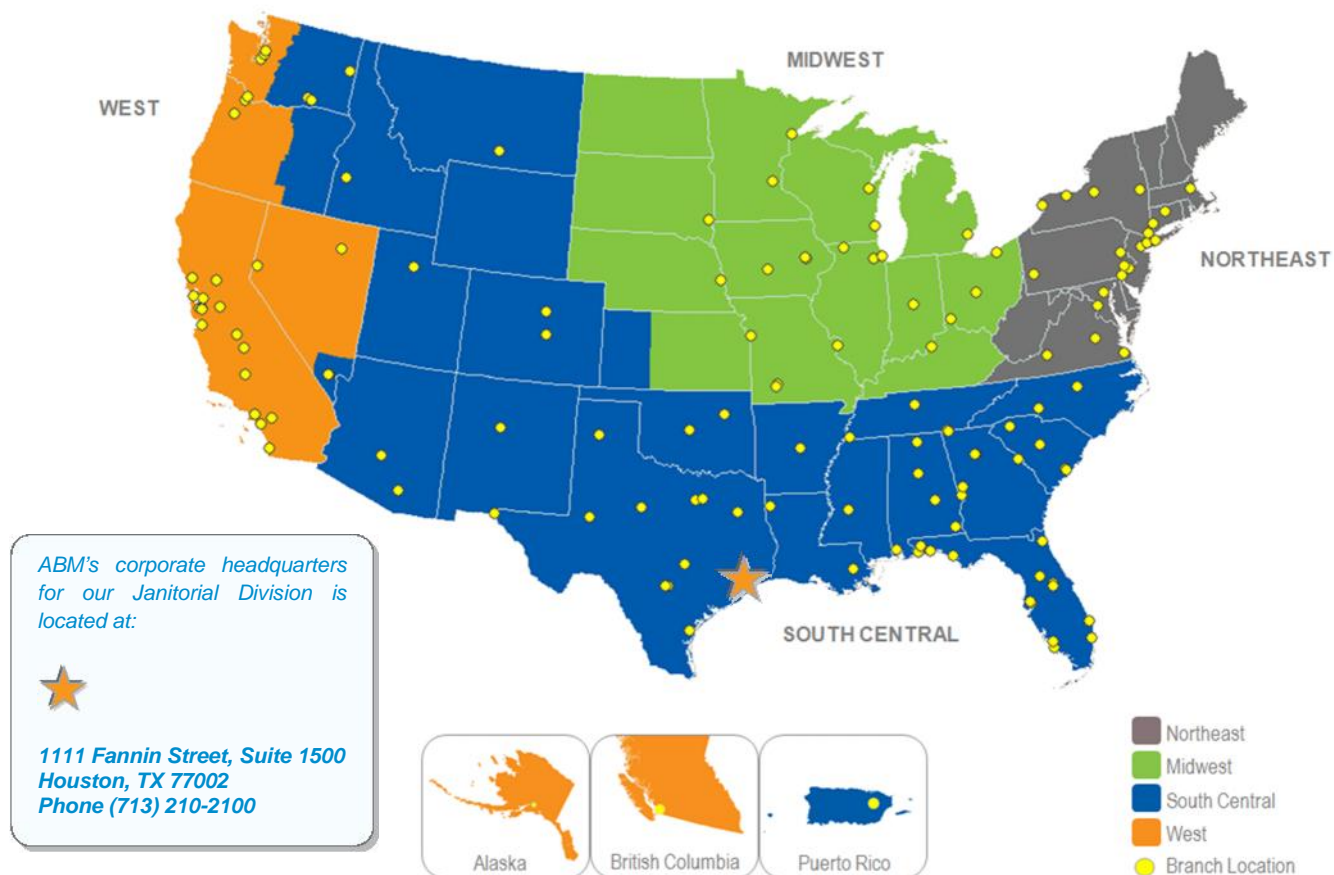 MIDWEST
WEST
NORTHEAST
SOUTH CENTRAL
ABM's corporate headquarters
for our Janitorial Division is
located at:
1111 Fannin Street, Suite 1500
Houston, TX 77002
Phone (713) 210-2100
Alaska
British Columbia
Puerto Rico
Northeast
Midwest
South Central
West
Branch Location